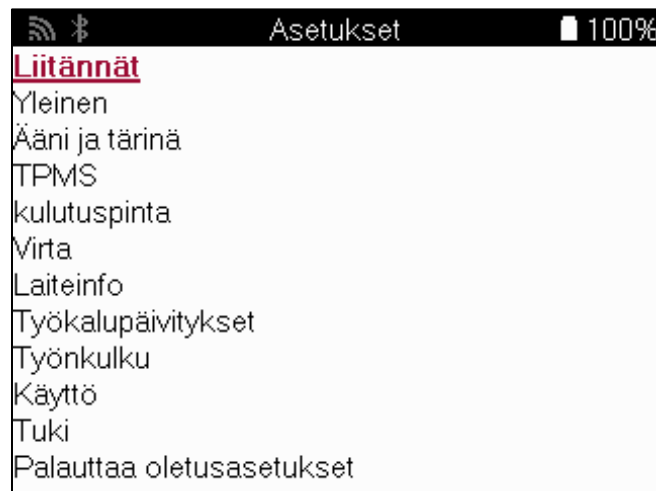 Asetukset 100%
Liitännät
Yleinen
Ääni ja tärinä
TPMS
kulutuspinta
Virta
Laiteinfo
Työkalupäivitykset
Työnkulku
Käyttö
Tuki
Palauttaa oletusasetukset